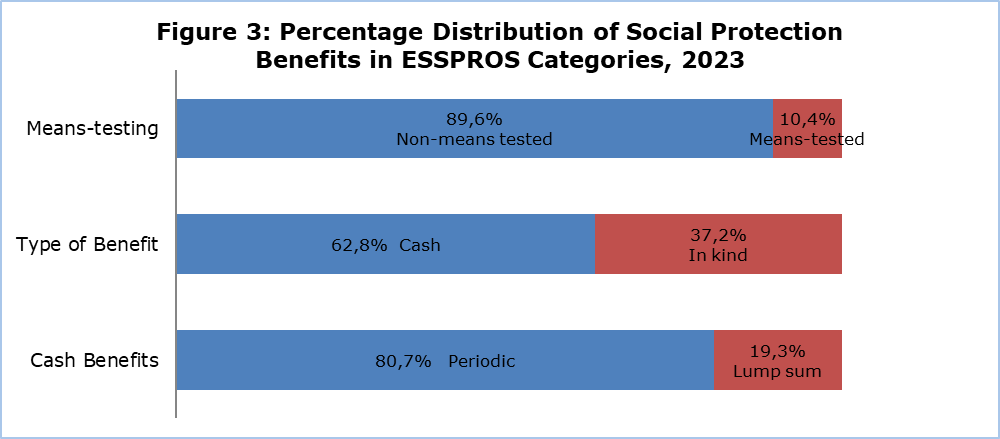 Figure 3: Percentage Distribution of Social Protection
Benefits in ESSPROS Categories, 2023
Means-testing
89,6%
Non-means tested
10,4%
Means-tested
Type of Benefit
62,8% Cash
37,2%
In kind
Cash Benefits
80,7% Periodic
19,3%
Lump sum